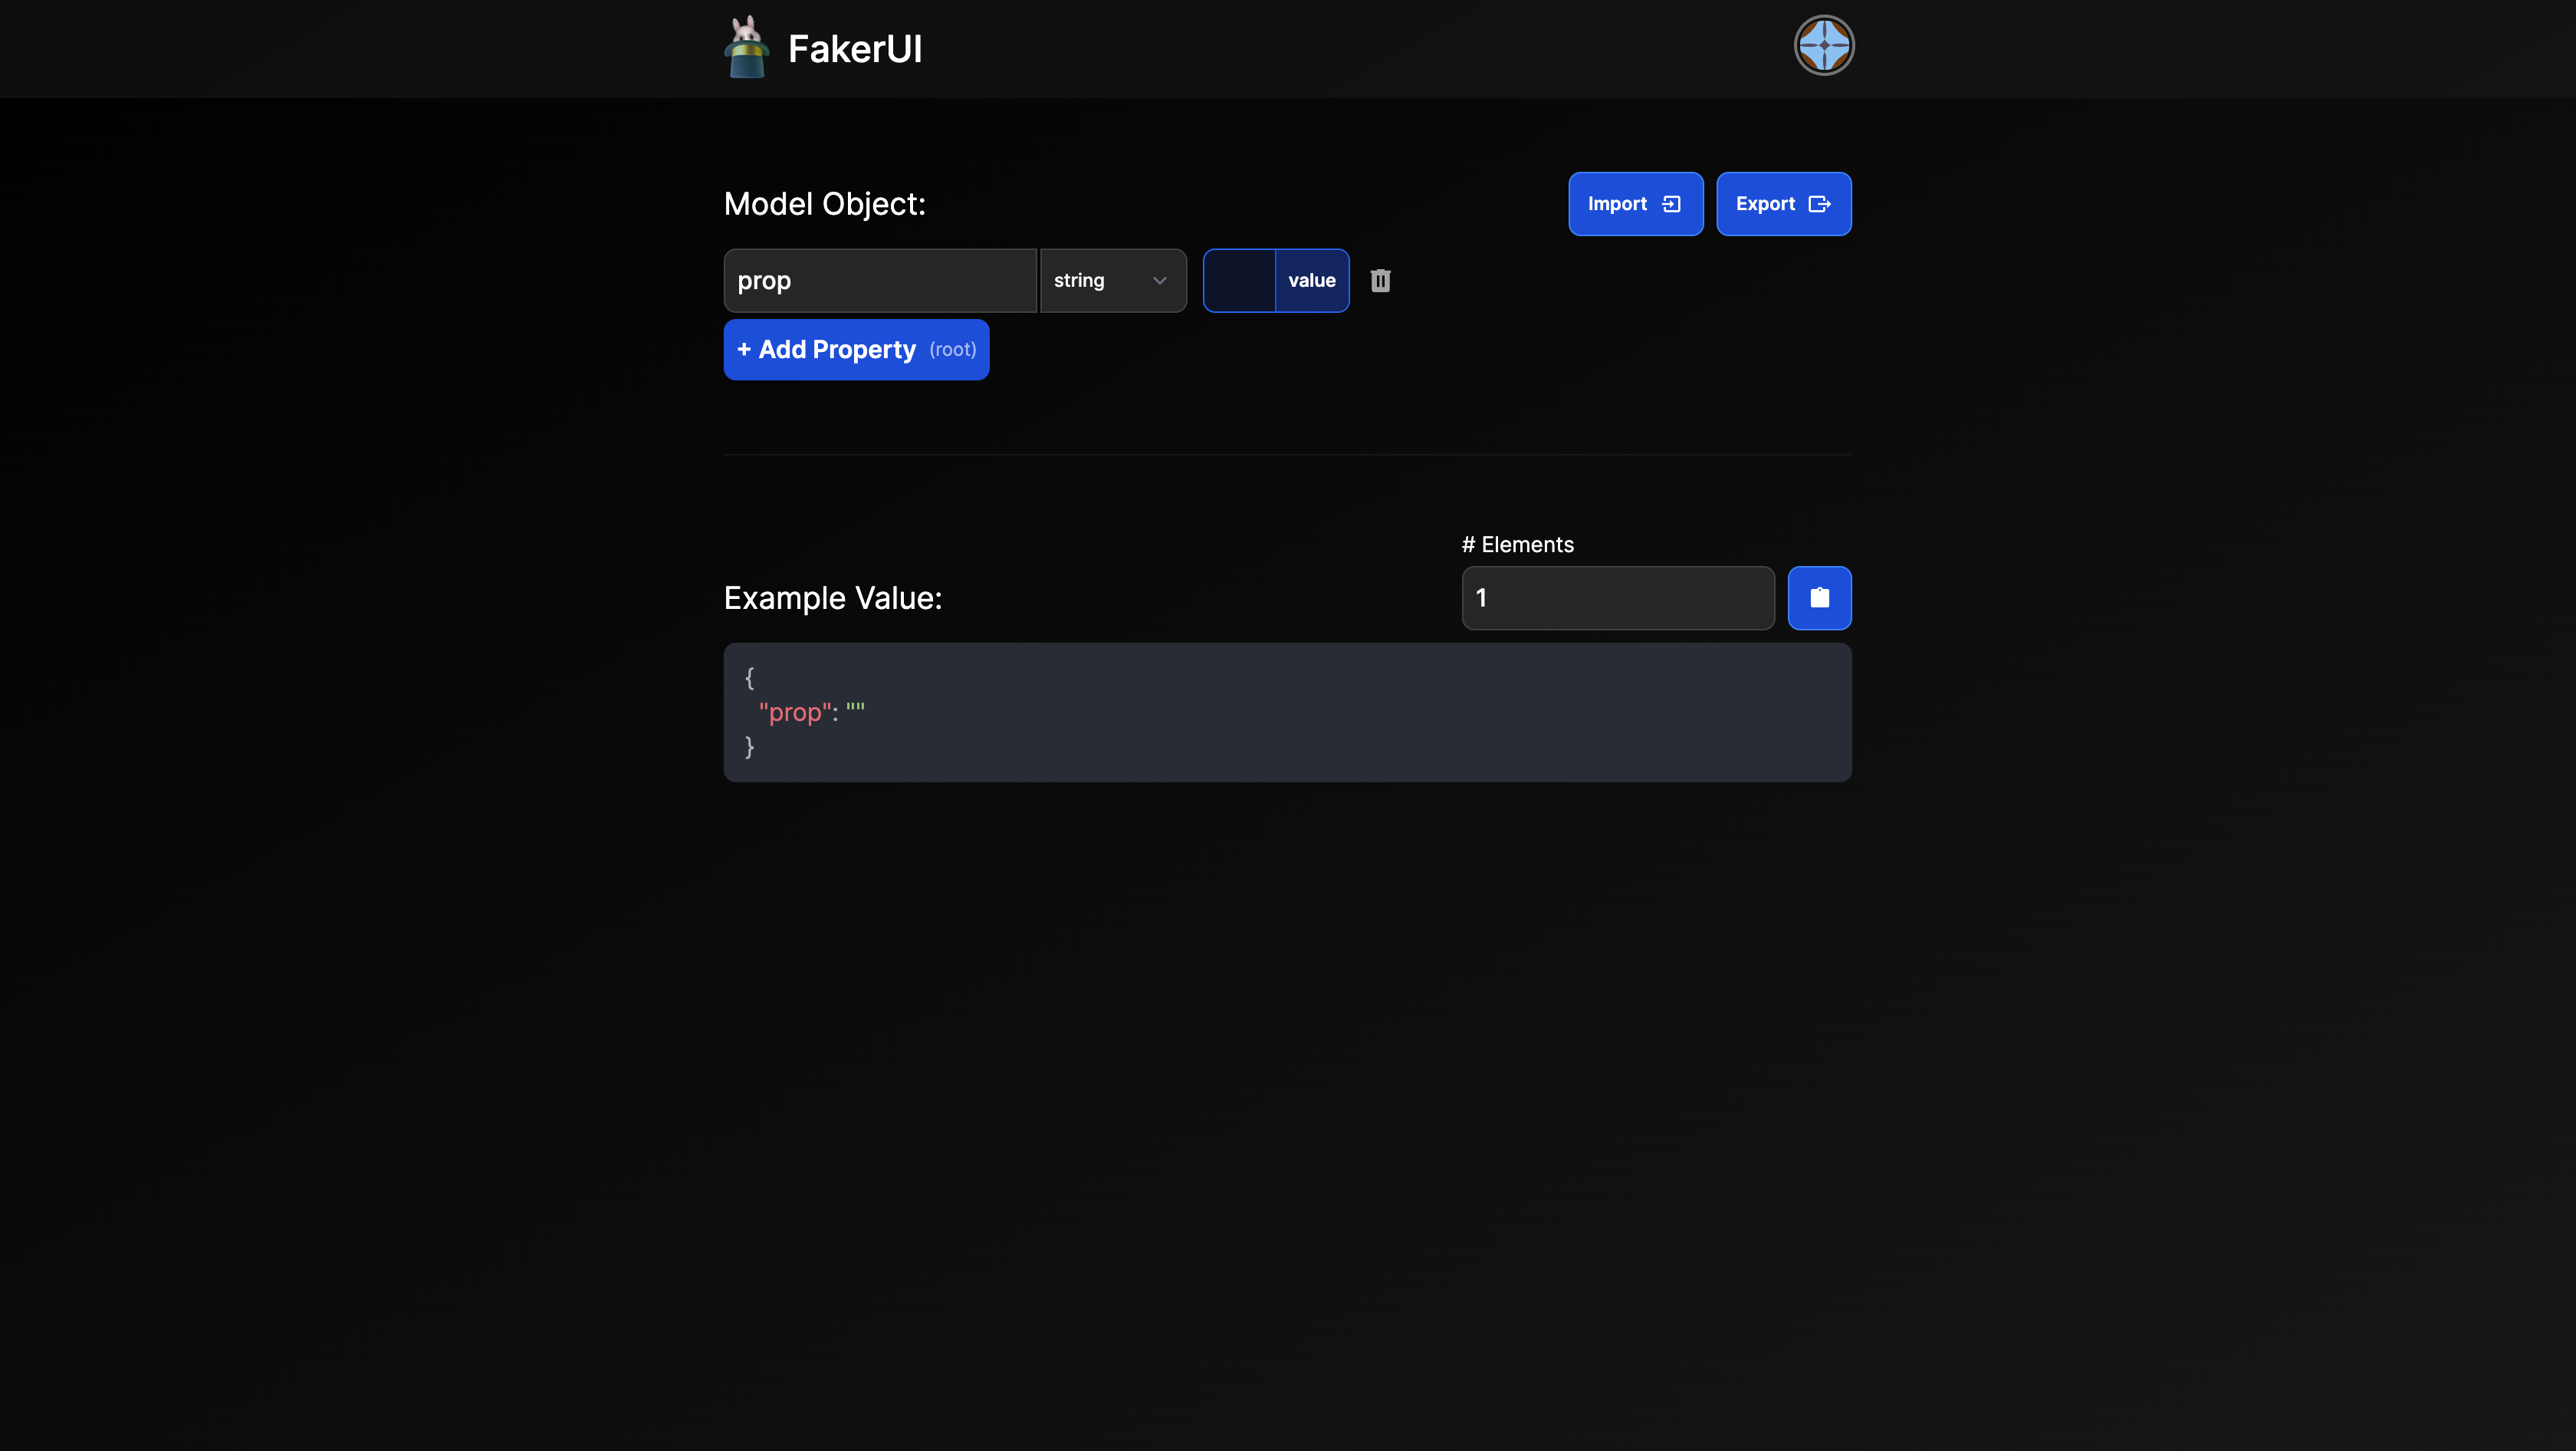 FakerUI
Model Object:
Import
Export
prop
string
value
+ Add Property (root)
# Elements
Example Value:
1
{
"prop": ""
}